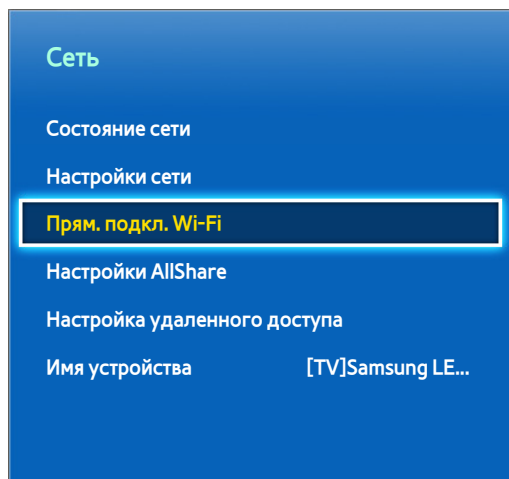 Сеть
Состояние сети
Настройки сети
Прям. подкл. Wi-Fi
Настройки AllShare
Настройка удаленного доступа
Имя устройства [TV]Samsung LE...